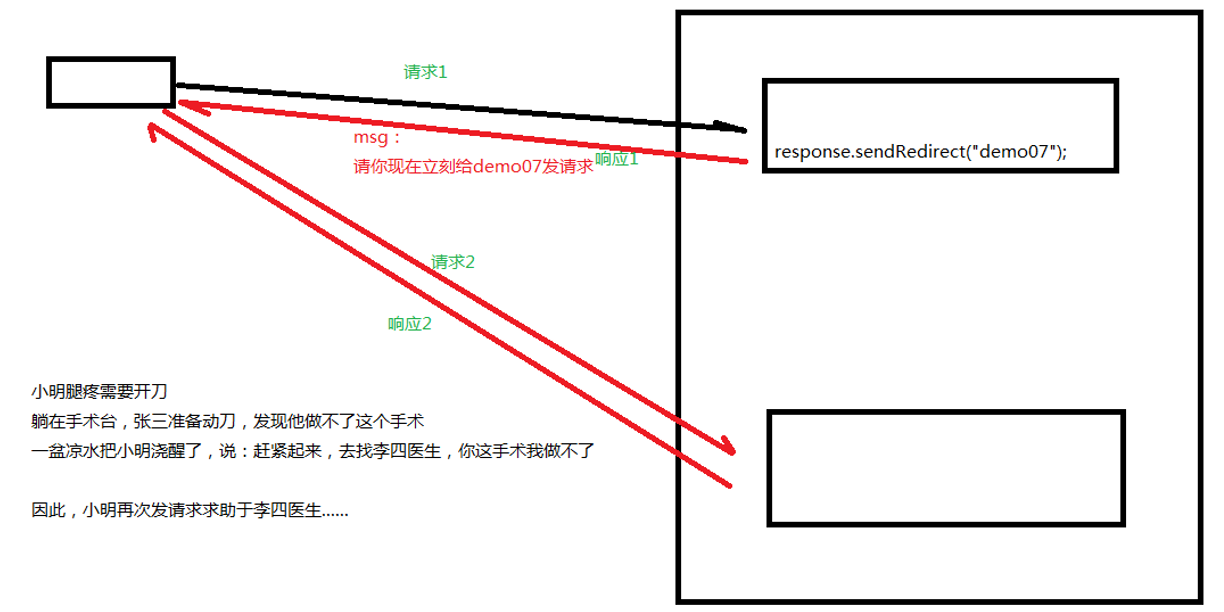 请求1
msg：
请你现在立刻给demo07发请求
响应1
response.sendRedirect("demo07");
请求2
响应2
小明腿疼需要开刀
躺在手术台，张三准备动刀，发现他做不了这个手术
一盆凉水把小明浇醒了，说：赶紧起来，去找李四医生，你这手术我做不了
因此，小明再次发请求求助于李四医生......